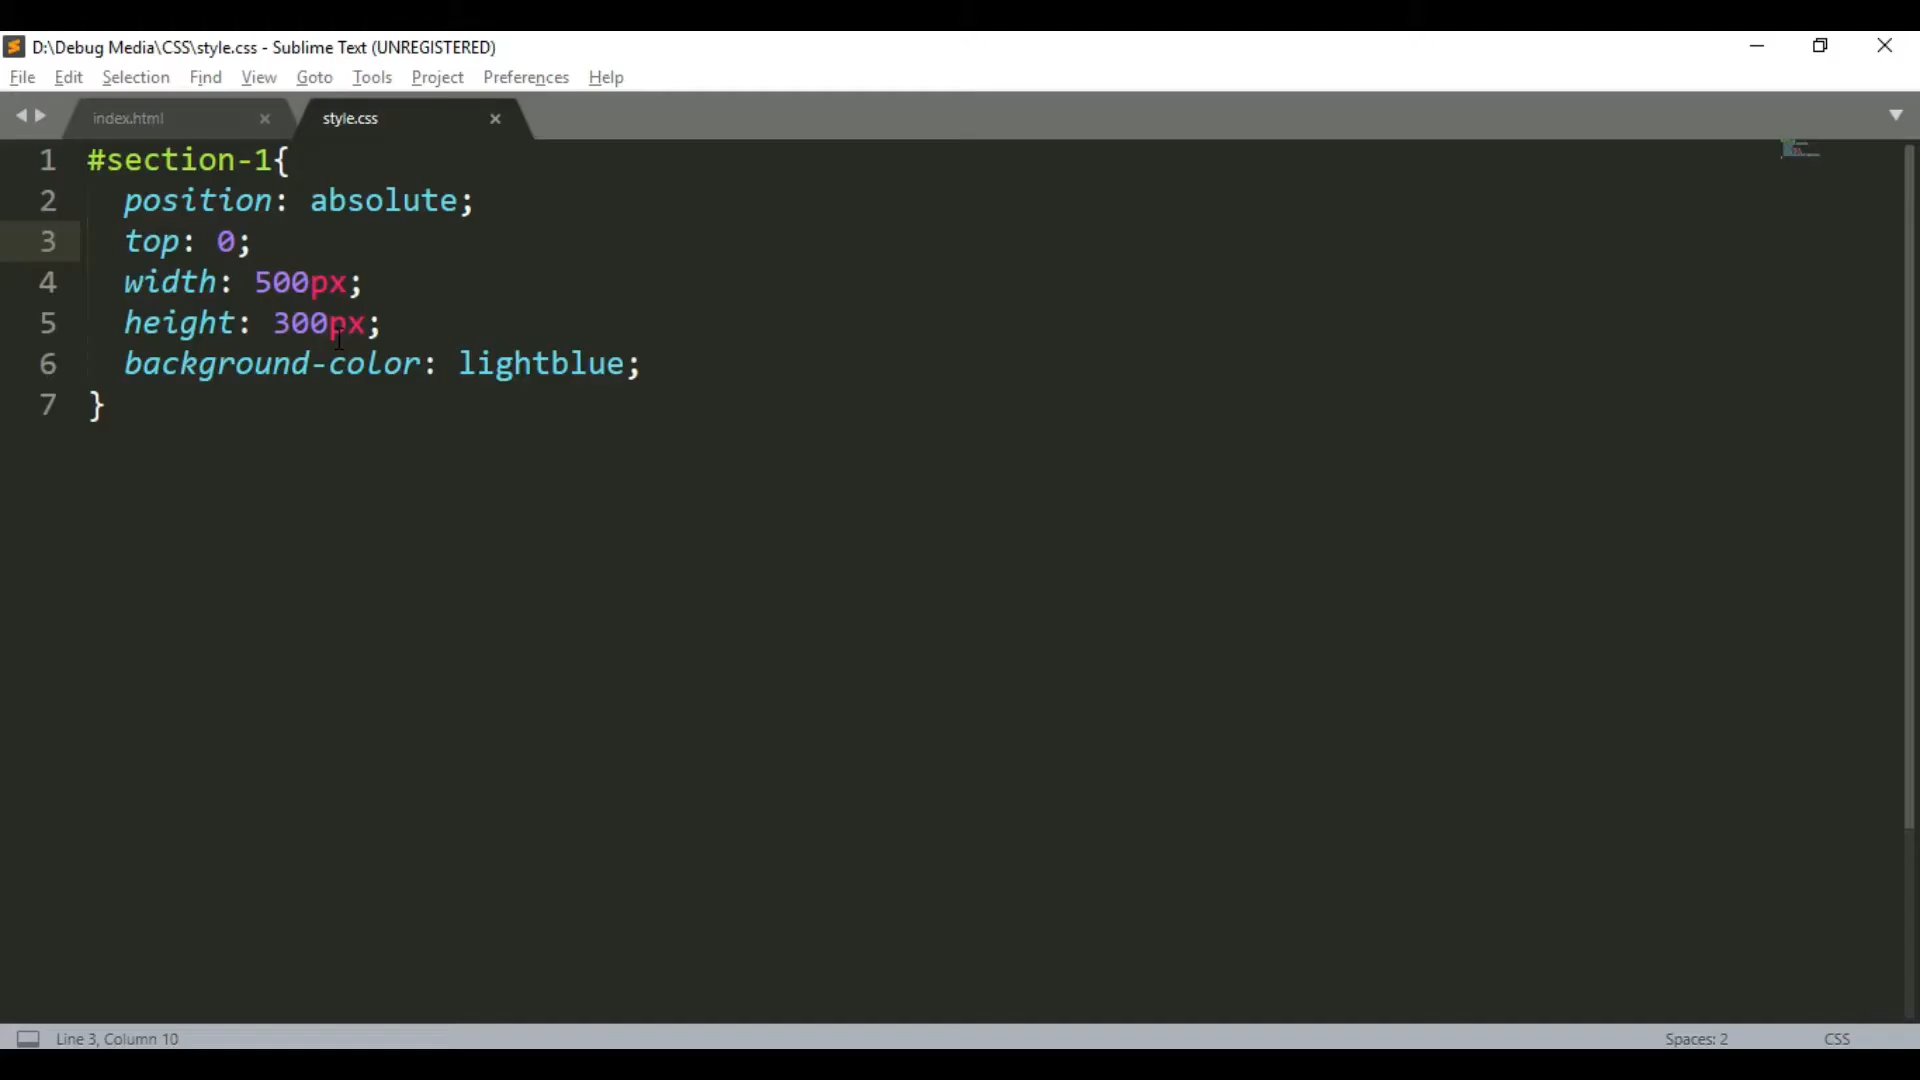 D:\Debug Media\CSS\style.css - Sublime Text (UNREGISTERED)
File Edit Selection Find View Goto Tools Project Preferences Help
index.html style.css
1 #section-1{
2 position: absolute;
3 top: 0;
4 width: 500px;
5 height: 300px;
6 background-color: lightblue;
7 }
Line 3, Column 10 Spaces: 2 CSS